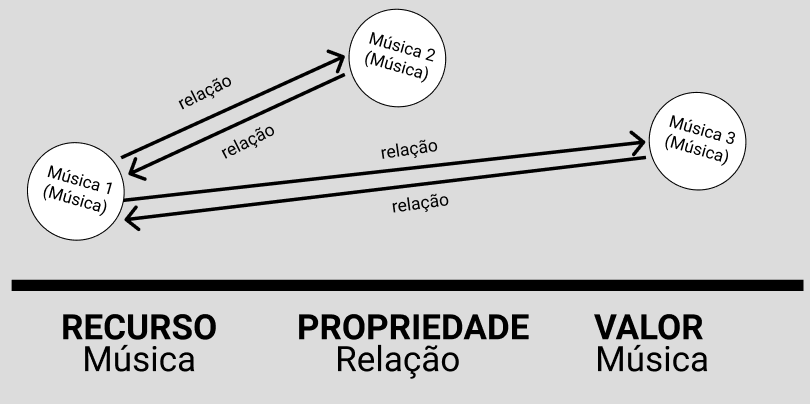 Música 2
(Música)
relação
relação
Música 3
(Música)
relação
relação
Música 1
(Música)
RECURSO
Música
PROPRIEDADE
Relação
VALOR
Música